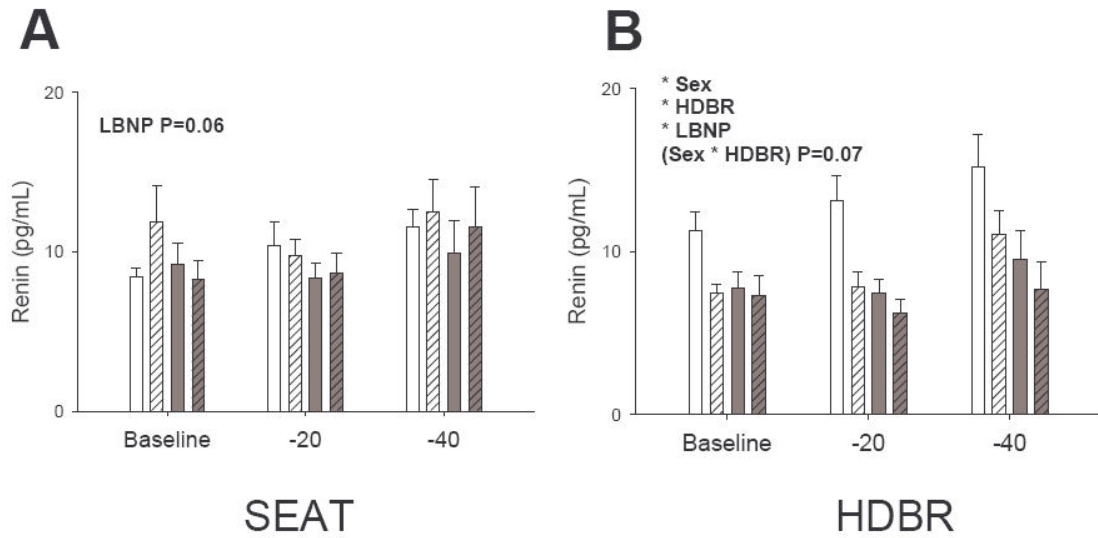 A
20
LBNP P=0.06
10
0
Renin (pg/mL)
Baseline -20 -40
SEAT
B
20
* Sex
* HDBR
* LBNP
(Sex * HDBR) P=0.07
10
0
Renin (pg/mL)
Baseline -20 -40
HDBR